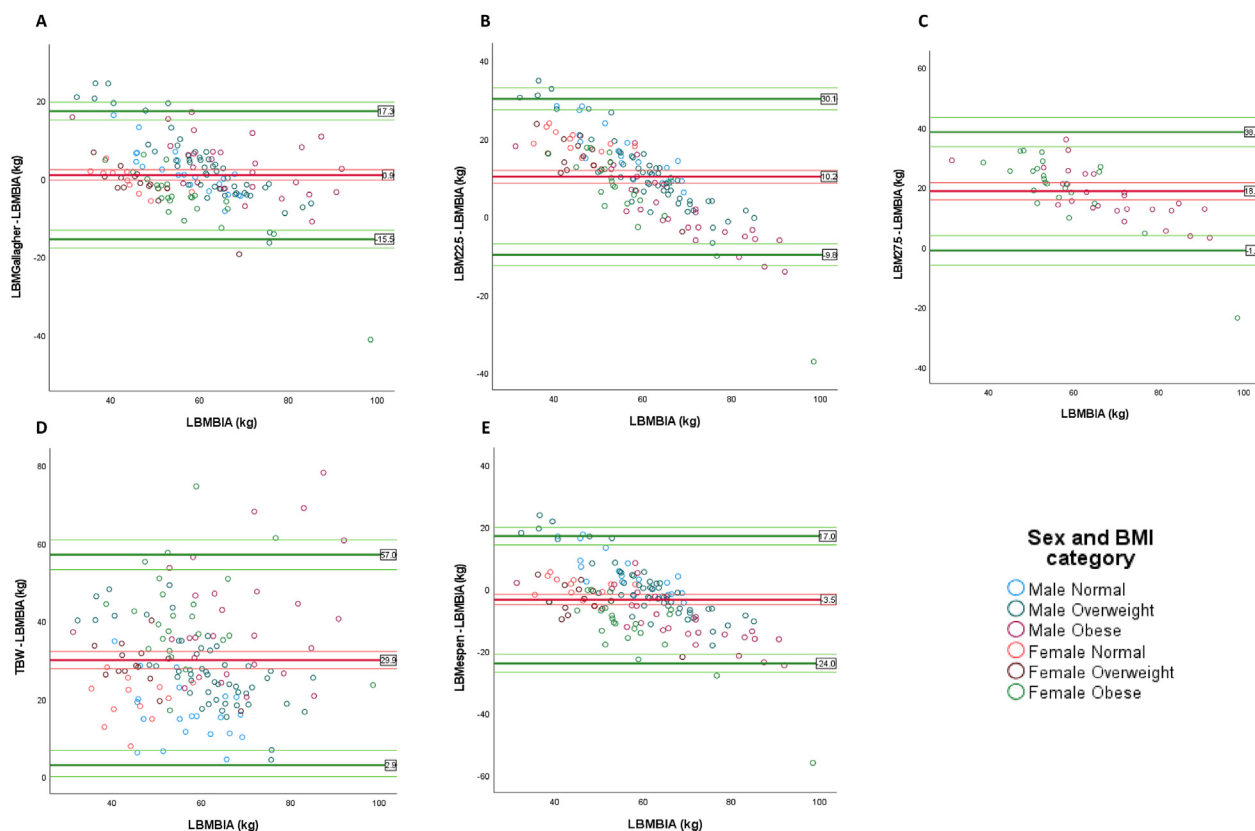 A
LBMGallagher - LBMBIA (kg)
20
0
-20
-40
17.3
0.9
-15.5
40
60
80
100
LBMBIA (kg)
B
LBM22.5 - LBMBIA (kg)
40
20
0
-20
-40
30.1
10.2
-9.8
40
60
80
100
LBMBIA (kg)
C
LBM27.5 - LBMBIA (kg)
60
40
20
0
-20
-40
38.
18.
-1.
40
60
80
100
LBMBIA (kg)
D
TBW - LBMBIA (kg)
80
60
40
20
0
57.0
29.9
2.9
40
60
80
100
LBMBIA (kg)
E
LBMespen - LBMBIA (kg)
40
20
0
-20
-40
-60
17.0
-3.5
-24.0
40
60
80
100
LBMBIA (kg)
Sex and BMI
category
Male Normal
Male Overweight
Male Obese
Female Normal
Female Overweight
Female Obese